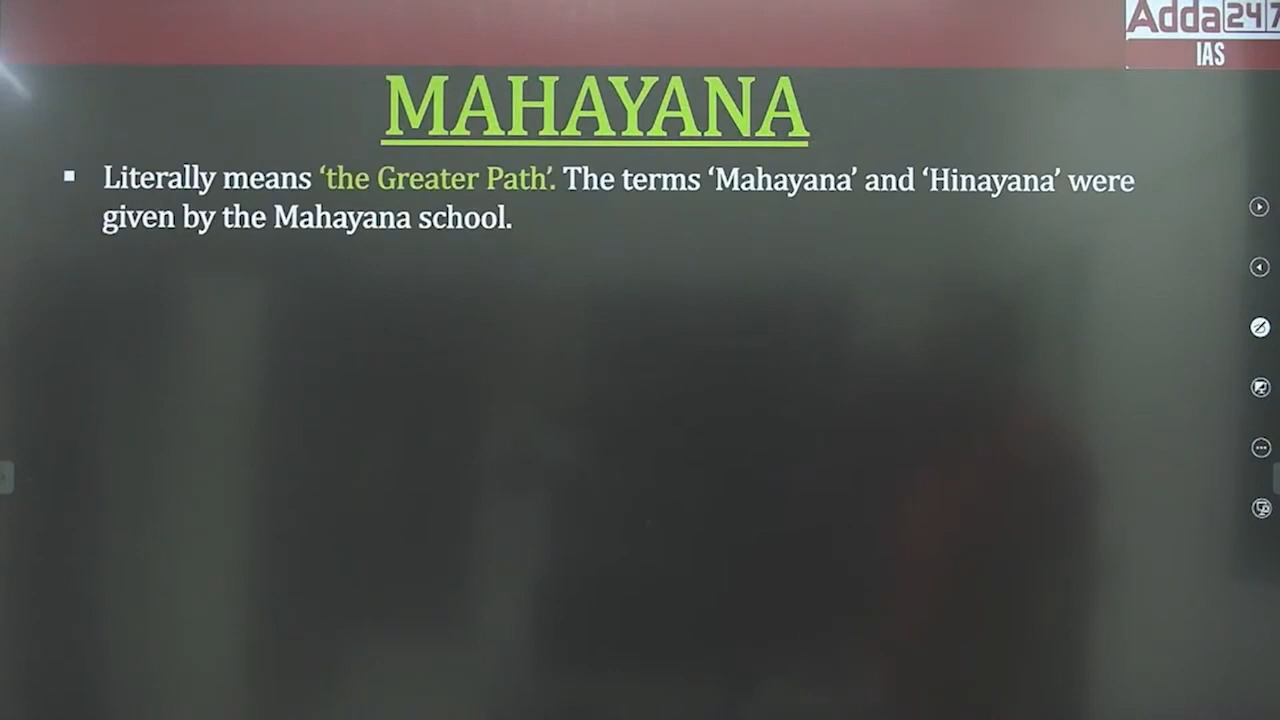 Adda247
IAS
MAHAYANA
▪ Literally means ‘the Greater Path’. The terms ‘Mahayana’ and ‘Hinayana’ were
given by the Mahayana school.